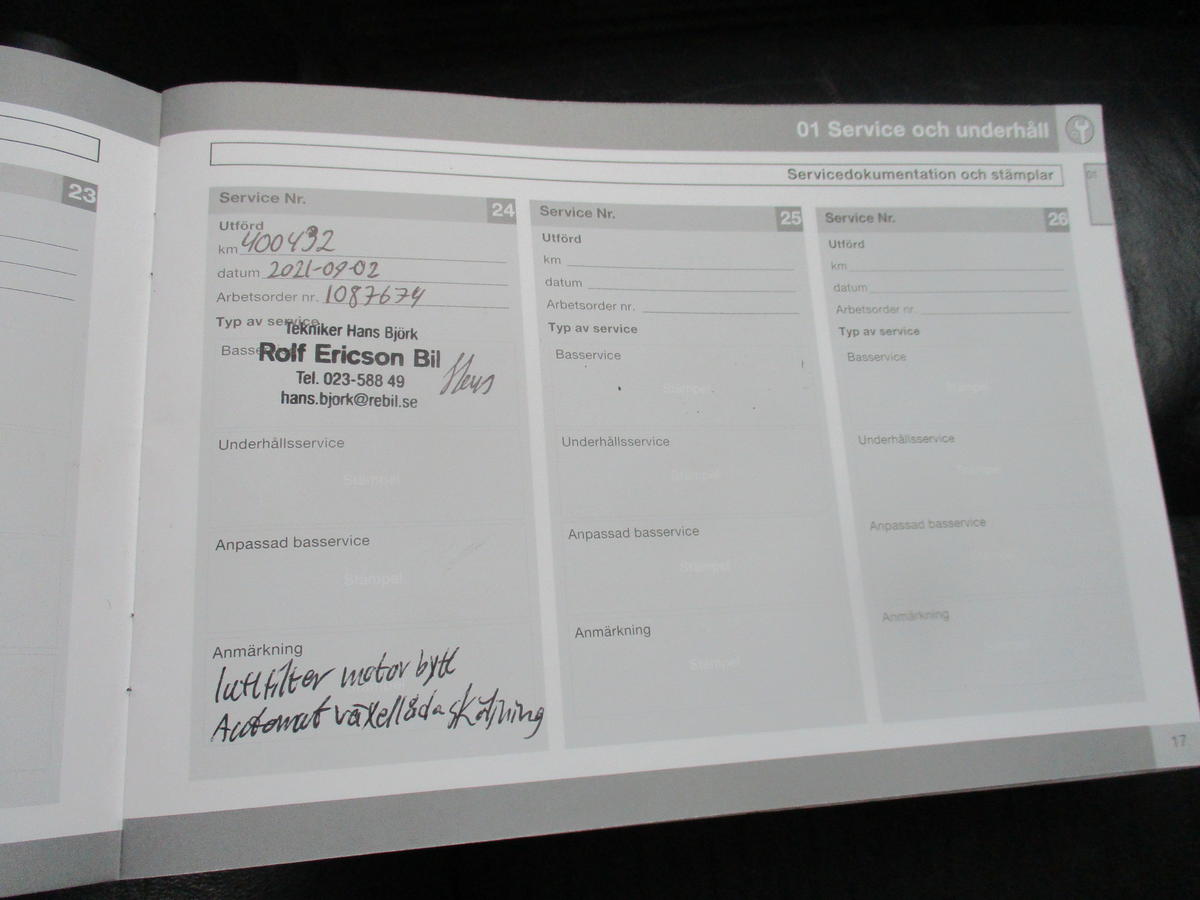 01 Service och underhåll
01
Servicedokumentation och stämplar
23
Service Nr. 24
Utförd
km 400432
datum 2021-09-02
Arbetsorder nr. 1087674
Typ av service
Tekniker Hans Björk
Basse
Rolf Ericson Bil
Tel. 023-588 49
hans.bjork@rebil.se
Underhållsservice
Stämpel
Anpassad basservice
Stämpel
Anmärkning
luftfilter motor bytt
Automat växellåda sköljning
Service Nr. 25
Utförd
km
datum
Arbetsorder nr.
Typ av service
Basservice
Stämpel
Underhållsservice
Stämpel
Anpassad basservice
Stämpel
Anmärkning
Stämpel
Service Nr. 26
Utförd
km
datum
Arbetsorder nr.
Typ av service
Basservice
Stämpel
Underhållsservice
Stämpel
Anpassad basservice
Anmärkning
17